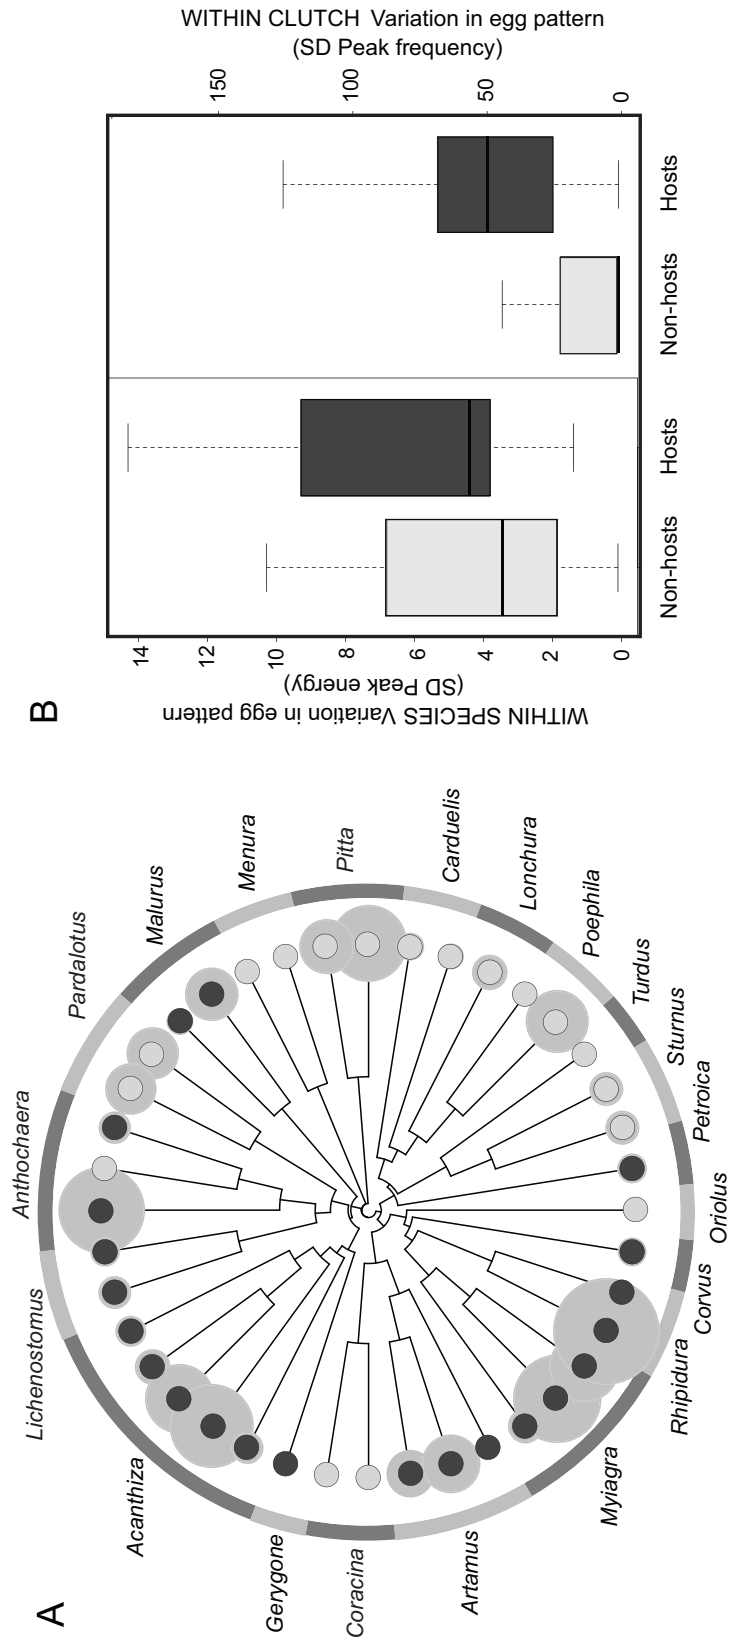 A
Pardalotus
Malurus
Menura
Pitta
Carduelis
Lonchura
Poephila
Turdus
Sturnus
Petroica
Oriolus
Corvus
Rhipidura
Myiagra
Artamus
Coracina
Gerygone
Acanthiza
Lichenostomus
Anthochaera
B
WITHIN SPECIES Variation in egg pattern
(SD Peak energy)
14
12
10
8
6
4
2
0
Non-hosts
Hosts
Non-hosts
Hosts
150
100
50
0
WITHIN CLUTCH Variation in egg pattern
(SD Peak frequency)